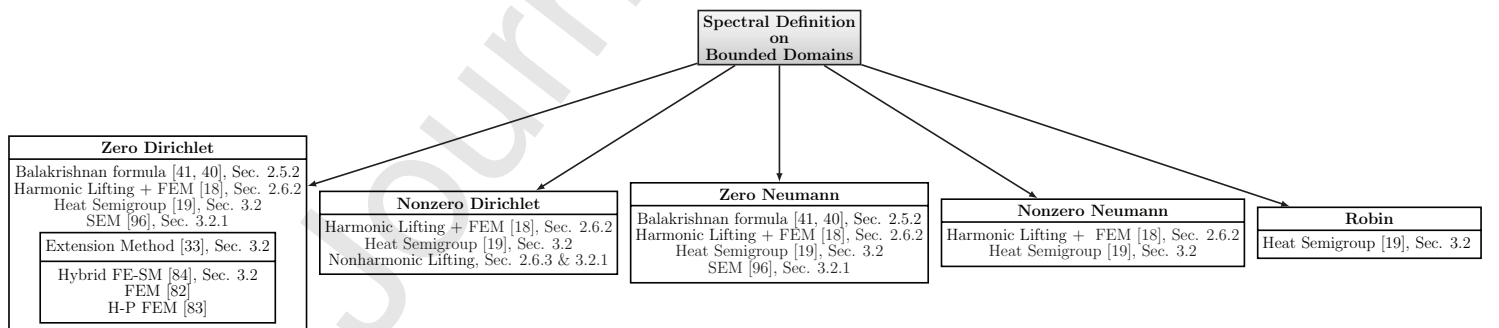 Spectral Definition
on
Bounded Domains
Zero Dirichlet
Balakrishnan formula [41, 40], Sec. 2.5.2
Harmonic Lifting + FEM [18], Sec. 2.6.2
Heat Semigroup [19], Sec. 3.2
SEM [96], Sec. 3.2.1
Extension Method [33], Sec. 3.2
Hybrid FE-SM [84], Sec. 3.2
FEM [82]
H-P FEM [83]
Nonzero Dirichlet
Harmonic Lifting + FEM [18], Sec. 2.6.2
Heat Semigroup [19], Sec. 3.2
Nonharmonic Lifting, Sec. 2.6.3 & 3.2.1
Zero Neumann
Balakrishnan formula [41, 40], Sec. 2.5.2
Harmonic Lifting + FEM [18], Sec. 2.6.2
Heat Semigroup [19], Sec. 3.2
SEM [96], Sec. 3.2.1
Nonzero Neumann
Harmonic Lifting + FEM [18], Sec. 2.6.2
Heat Semigroup [19], Sec. 3.2
Robin
Heat Semigroup [19], Sec. 3.2
Journ